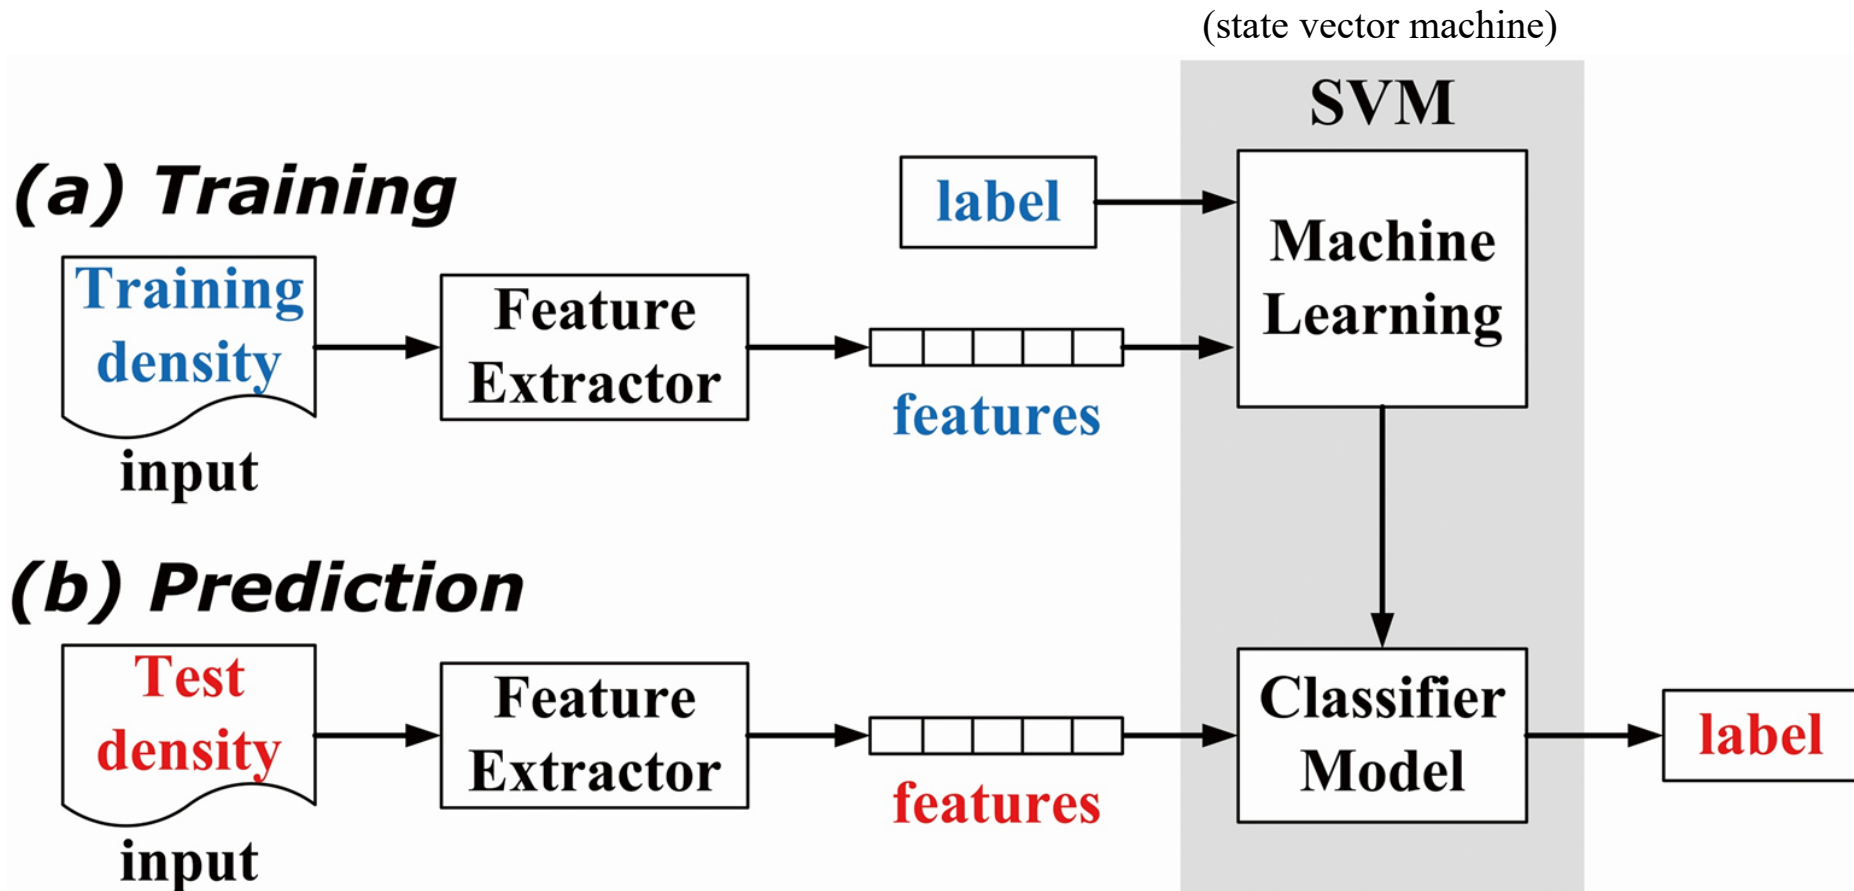 (state vector machine)
SVM
(a) Training
label
Machine
Learning
Training
density
input
Feature
Extractor
features
(b) Prediction
Test
density
input
Feature
Extractor
features
Classifier
Model
label